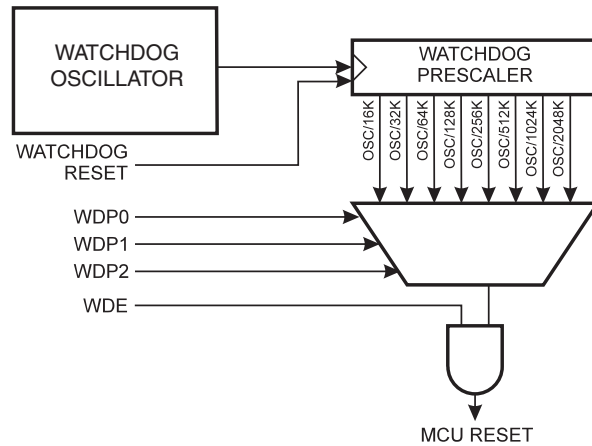 WATCHDOG
OSCILLATOR
WATCHDOG
PRESCALER
WATCHDOG
RESET
OSC/16K
OSC/32K
OSC/64K
OSC/128K
OSC/256K
OSC/512K
OSC/1024K
OSC/2048K
WDP0
WDP1
WDP2
WDE
MCU RESET